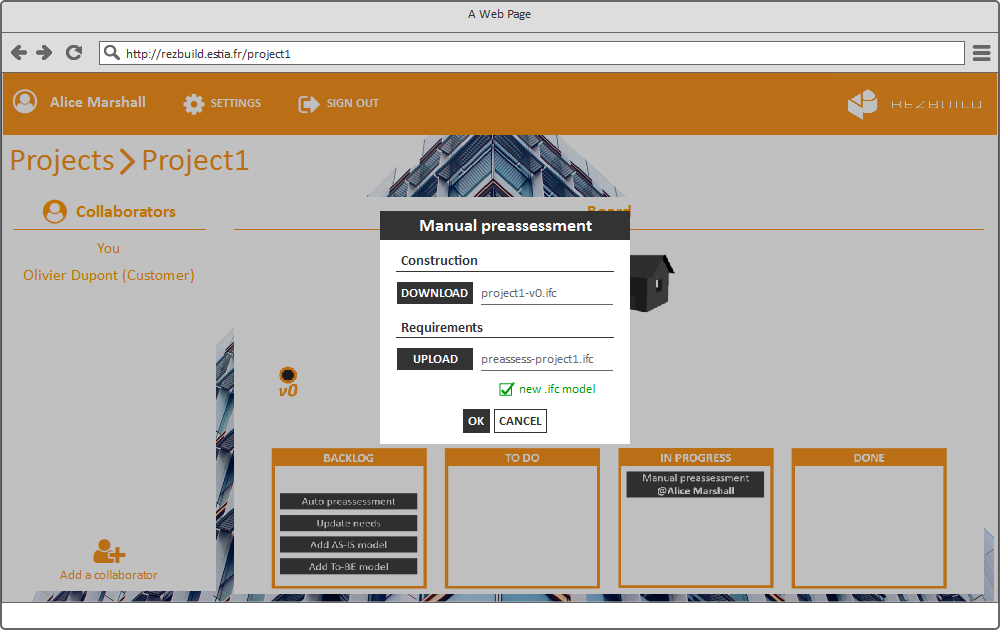 A Web Page
http://rezbuild.estia.fr/project1
Alice Marshall
SETTINGS
SIGN OUT
REZBUILD
Projects
Project1
Collaborators
You
Olivier Dupont (Customer)
Add a collaborator
Board
Manual preassessment
Construction
DOWNLOAD
project1-v0.ifc
Requirements
UPLOAD
preassess-project1.ifc
new .ifc model
OK
CANCEL
v0
BACKLOG
Auto preassessment
Update needs
Add AS-IS model
Add To-BE model
TO DO
IN PROGRESS
Manual preassessment
@Alice Marshall
DONE